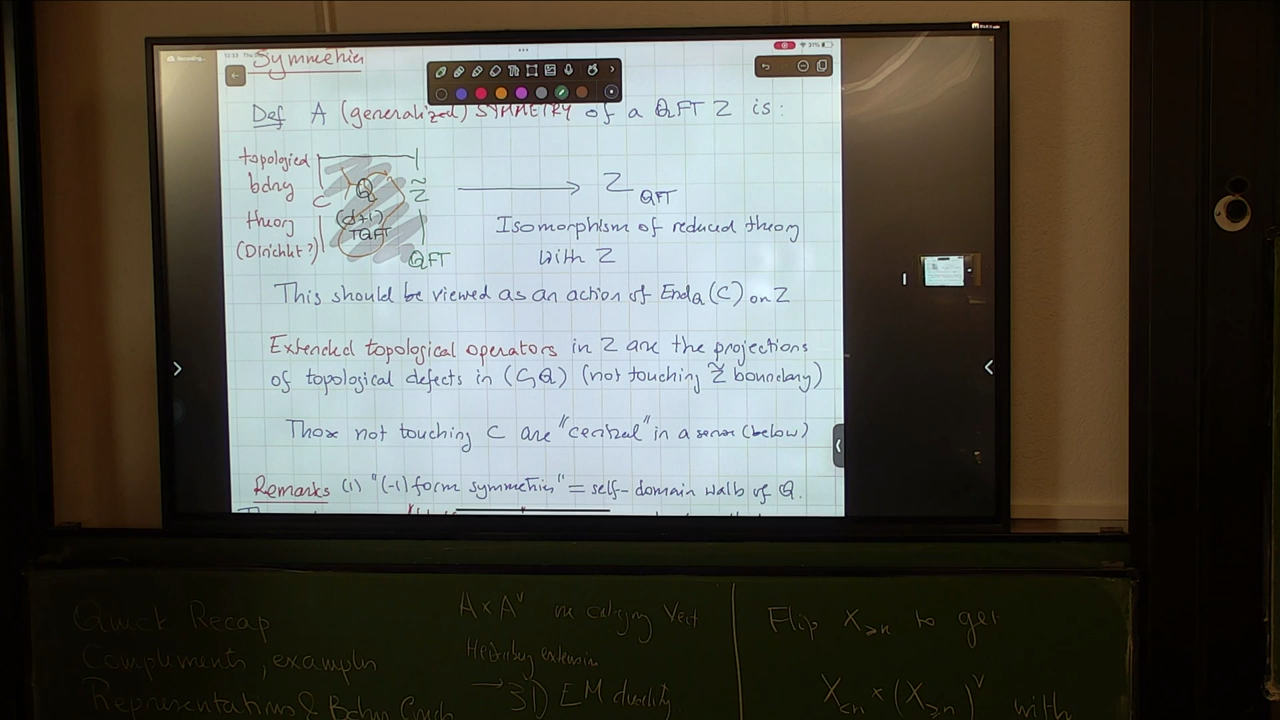 Symmetries
Def A (generalized) SYMMETRY of a QFT Z is:
topological
bdry
theory
(Dirichlet?)
C
Q
(d+1)
TQFT
Z̃
QFT
Z QFT
Isomorphism of reduced theory
with Z
This should be viewed as an action of End_Q(C) on Z
Extended topological operators in Z are the projections
of topological defects in (C,Q) (not touching Z̃ boundary)
Those not touching C are "central" in a sense (below)
Remarks (1) "(-1) form symmetries" = self-domain walls of Q.
Quick Recap
Complements, examples
Representations &
A×A^∨ categ Vect
Heisenberg extension
→ 3D EM duality
Flip X_{≥n} to get
X_{<n} × (X_{≥n})^∨ with